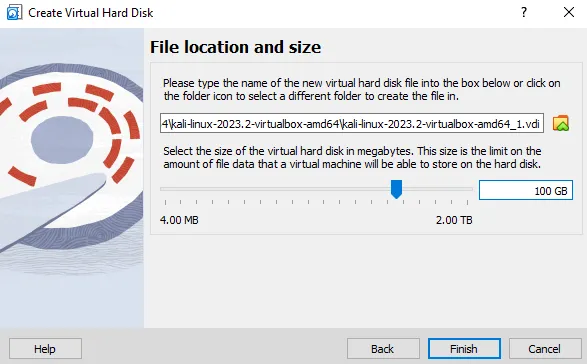 Create Virtual Hard Disk
? ×
File location and size
Please type the name of the new virtual hard disk file into the box below or click on
the folder icon to select a different folder to create the file in.
4\kali-linux-2023.2-virtualbox-amd64\kali-linux-2023.2-virtualbox-amd64_1.vdi
Select the size of the virtual hard disk in megabytes. This size is the limit on the
amount of file data that a virtual machine will be able to store on the hard disk.
100 GB
4.00 MB 2.00 TB
Help Back Finish Cancel